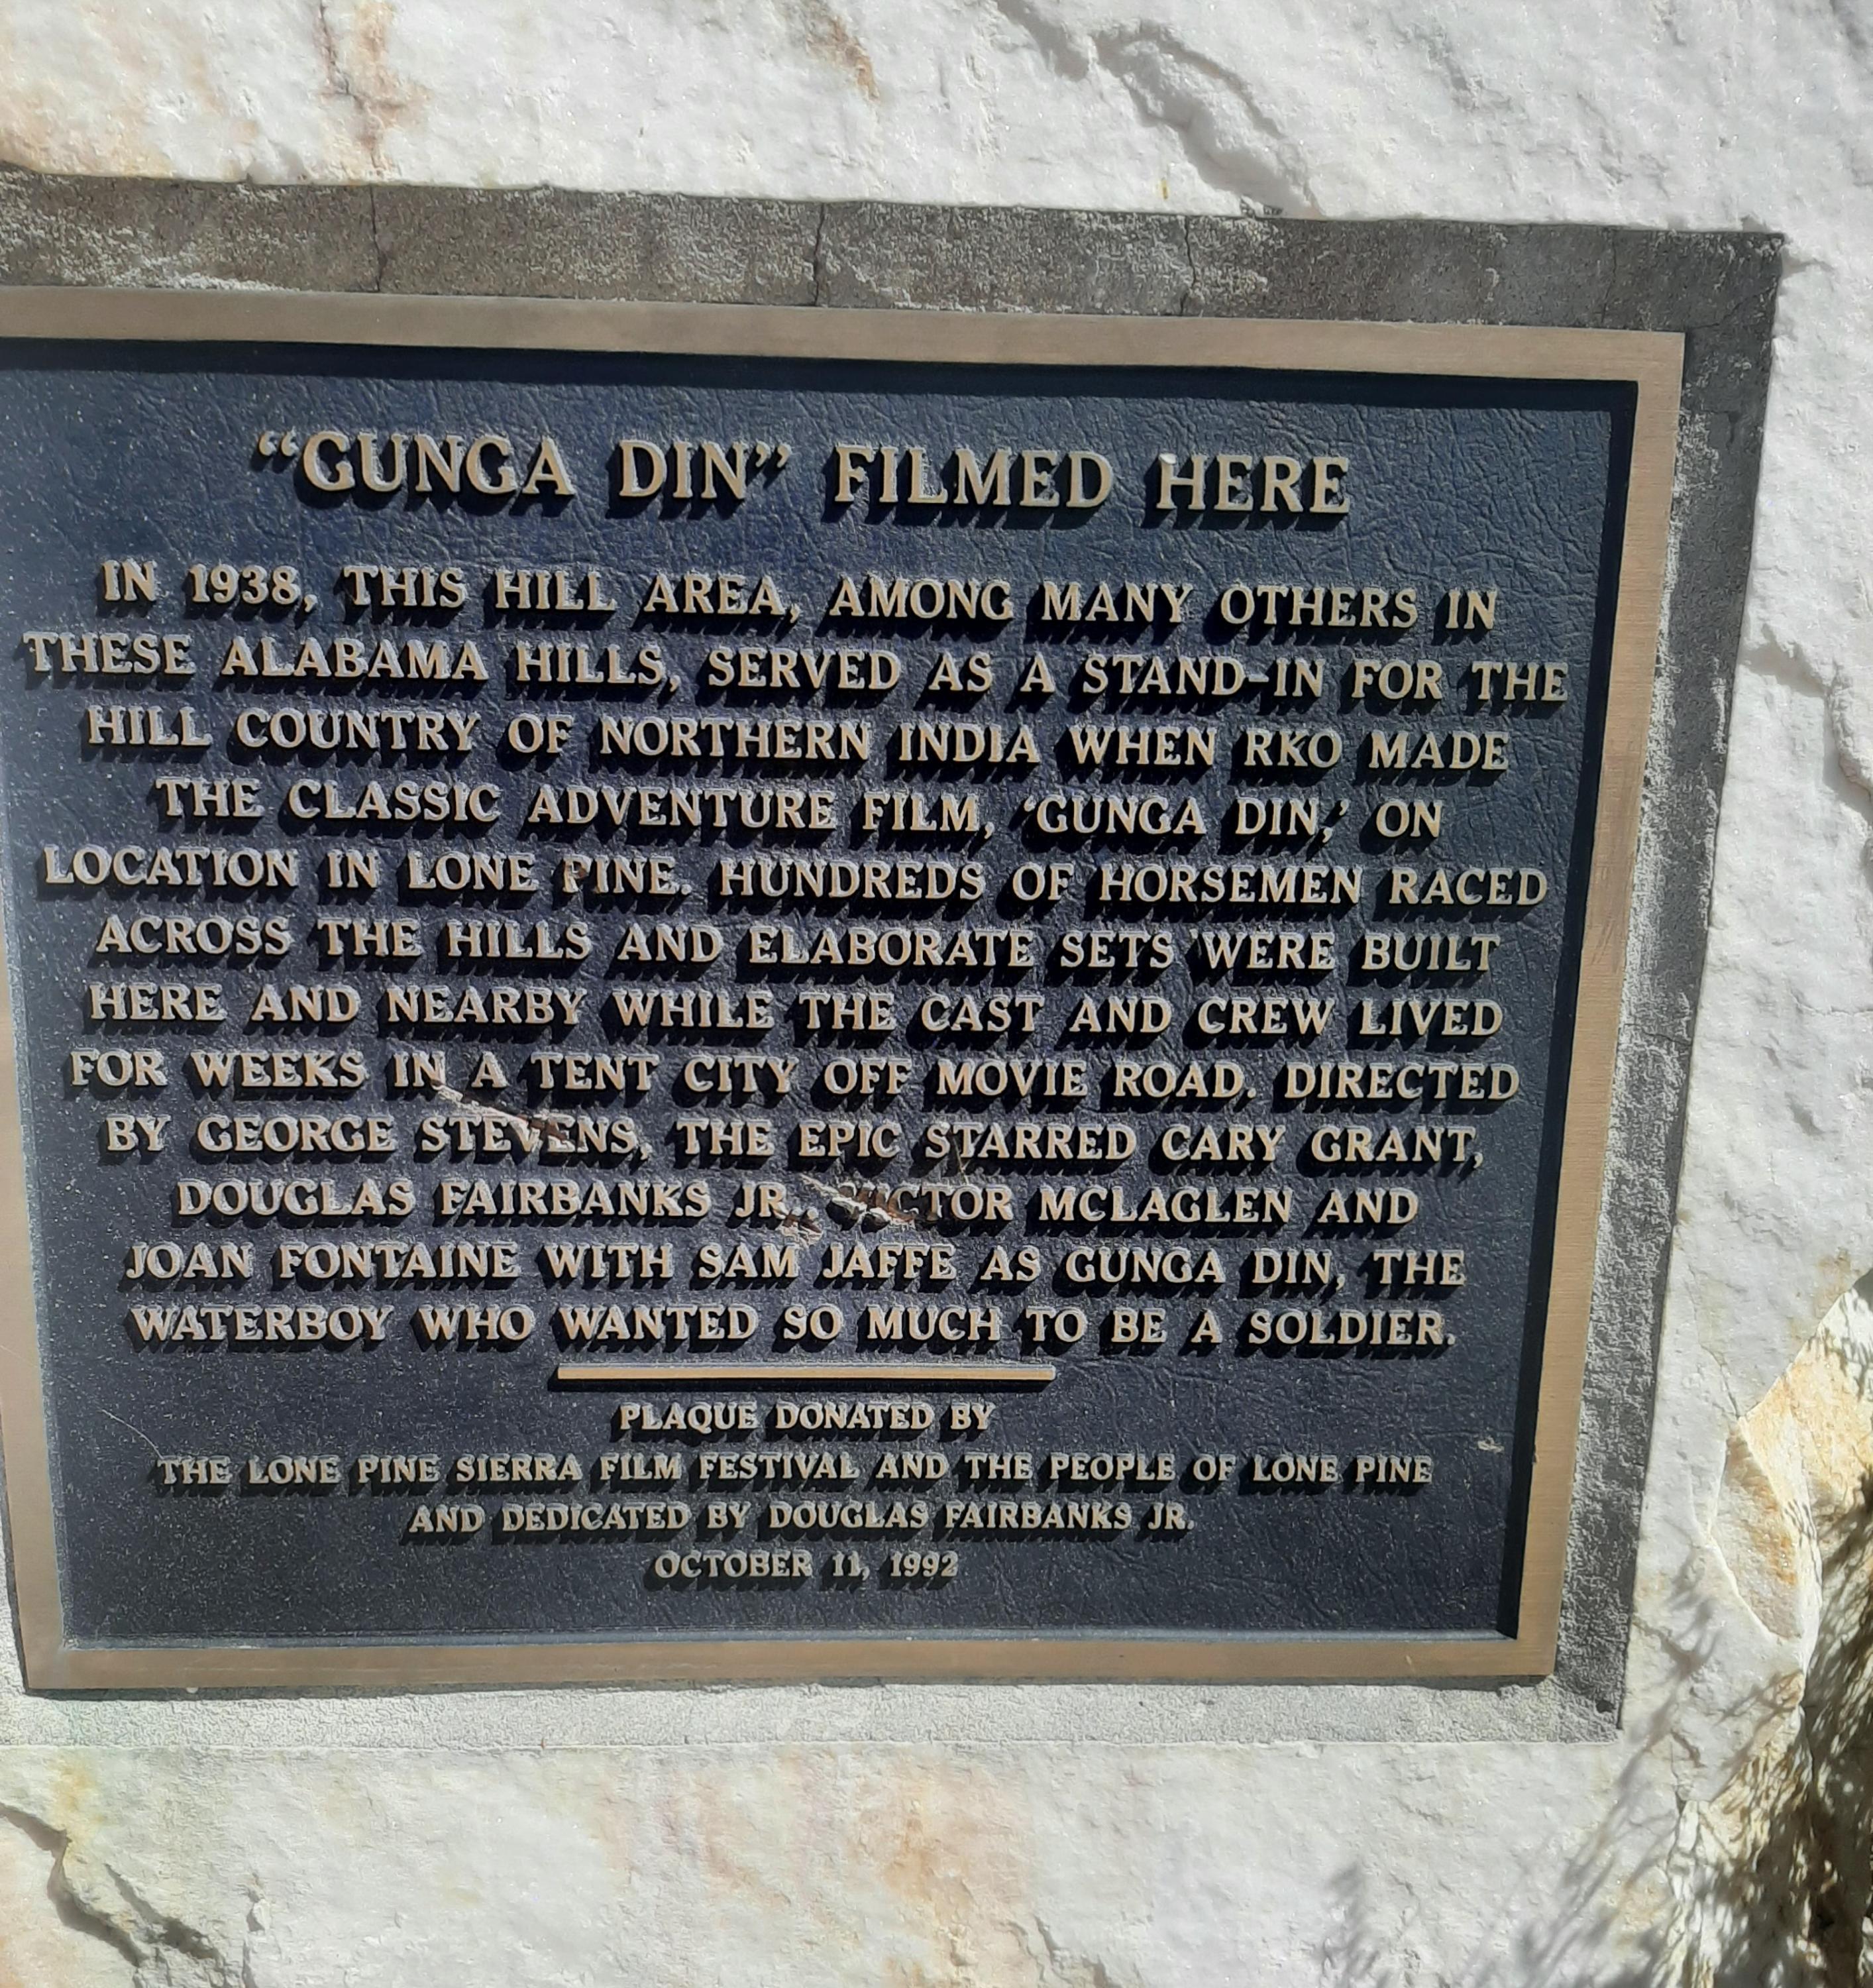 "GUNGA DIN" FILMED HERE
IN 1938, THIS HILL AREA, AMONG MANY OTHERS IN
THESE ALABAMA HILLS, SERVED AS A STAND-IN FOR THE
HILL COUNTRY OF NORTHERN INDIA WHEN RKO MADE
THE CLASSIC ADVENTURE FILM, 'GUNGA DIN,' ON
LOCATION IN LONE PINE. HUNDREDS OF HORSEMEN RACED
ACROSS THE HILLS AND ELABORATE SETS WERE BUILT
HERE AND NEARBY WHILE THE CAST AND CREW LIVED
FOR WEEKS IN A TENT CITY OFF MOVIE ROAD. DIRECTED
BY GEORGE STEVENS, THE EPIC STARRED CARY GRANT,
DOUGLAS FAIRBANKS JR., VICTOR MCLAGLEN AND
JOAN FONTAINE WITH SAM JAFFE AS GUNGA DIN, THE
WATERBOY WHO WANTED SO MUCH TO BE A SOLDIER.
PLAQUE DONATED BY
THE LONE PINE SIERRA FILM FESTIVAL AND THE PEOPLE OF LONE PINE
AND DEDICATED BY DOUGLAS FAIRBANKS JR.
OCTOBER 11, 1992